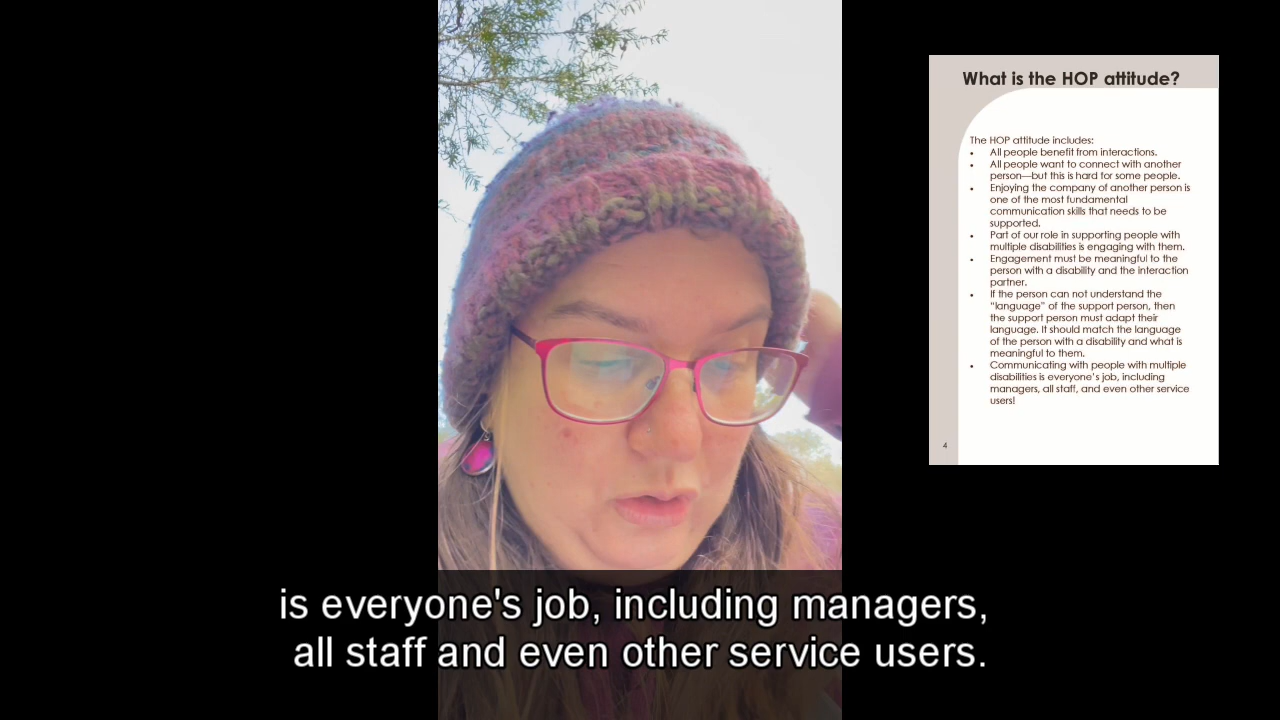 What is the HOP attitude?
The HOP attitude includes:
• All people benefit from interactions.
• All people want to connect with another
person—but this is hard for some people.
• Enjoying the company of another person is
one of the most fundamental
communication skills that needs to be
supported.
• Part of our role in supporting people with
multiple disabilities is engaging with them.
• Engagement must be meaningful to the
person with a disability and the interaction
partner.
• If the person can not understand the
"language" of the support person, then
the support person must adapt their
language. It should match the language
of the person with a disability and what is
meaningful to them.
• Communicating with people with multiple
disabilities is everyone's job, including
managers, all staff, and even other service
users!
4
is everyone's job, including managers,
all staff and even other service users.